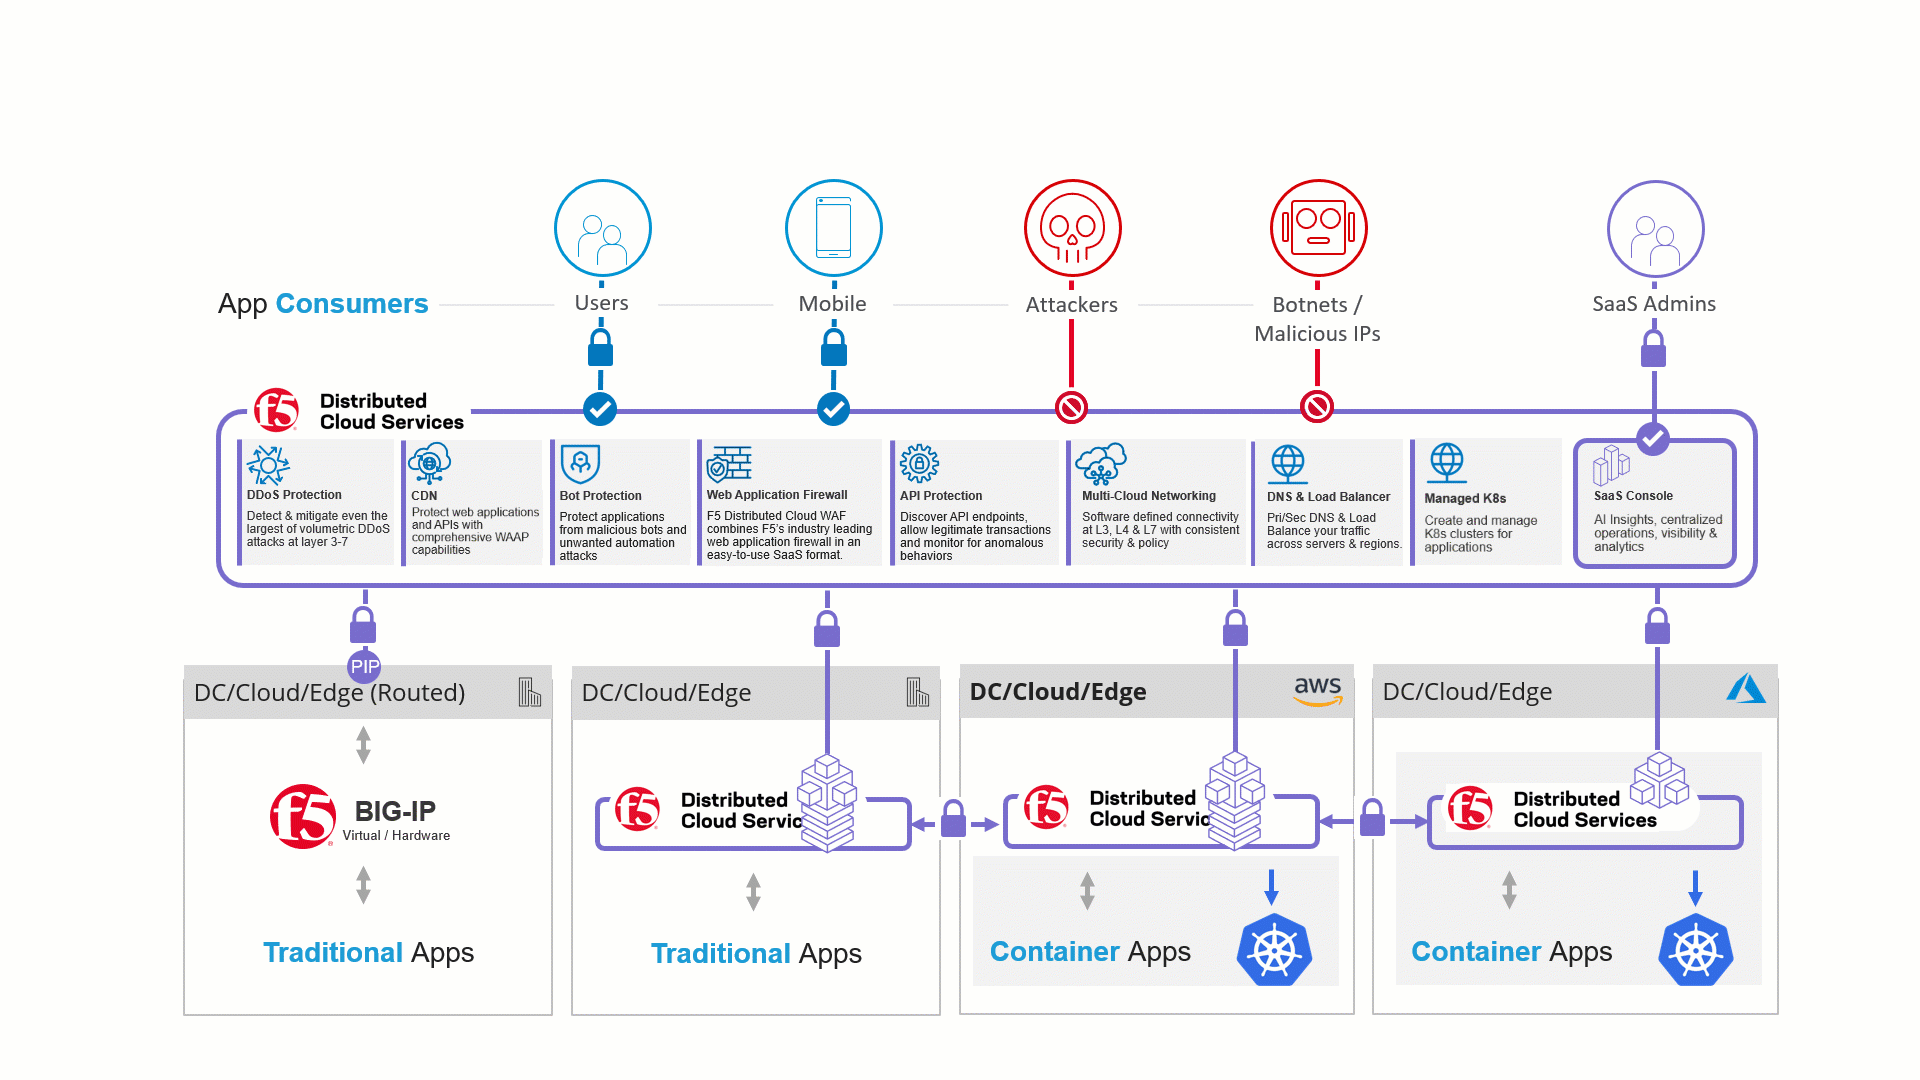 Users
Mobile
Attackers
Botnets /
Malicious IPs
SaaS Admins
App Consumers
f5
Distributed
Cloud Services
DDoS Protection
Detect & mitigate even the
largest of volumetric DDoS
attacks at layer 3-7
CDN
Protect web applications
and APIs with
comprehensive WAAP
capabilities
Bot Protection
Protect applications
from malicious bots and
unwanted automation
attacks
Web Application Firewall
F5 Distributed Cloud WAF
combines F5's industry leading
web application firewall in an
easy-to-use SaaS format.
API Protection
Discover API endpoints,
allow legitimate transactions
and monitor for anomalous
behaviors
Multi-Cloud Networking
Software defined connectivity
at L3, L4 & L7 with consistent
security & policy
DNS & Load Balancer
Pri/Sec DNS & Load
Balance your traffic
across servers & regions.
Managed K8s
Create and manage
K8s clusters for
applications
SaaS Console
AI Insights, centralized
operations, visibility &
analytics
PIP
DC/Cloud/Edge (Routed)
f5
BIG-IP
Virtual / Hardware
Traditional Apps
DC/Cloud/Edge
f5
Distributed
Cloud Servic
Traditional Apps
DC/Cloud/Edge
aws
f5
Distributed
Cloud Servic
Container Apps
DC/Cloud/Edge
f5
Distributed
Cloud Services
Container Apps